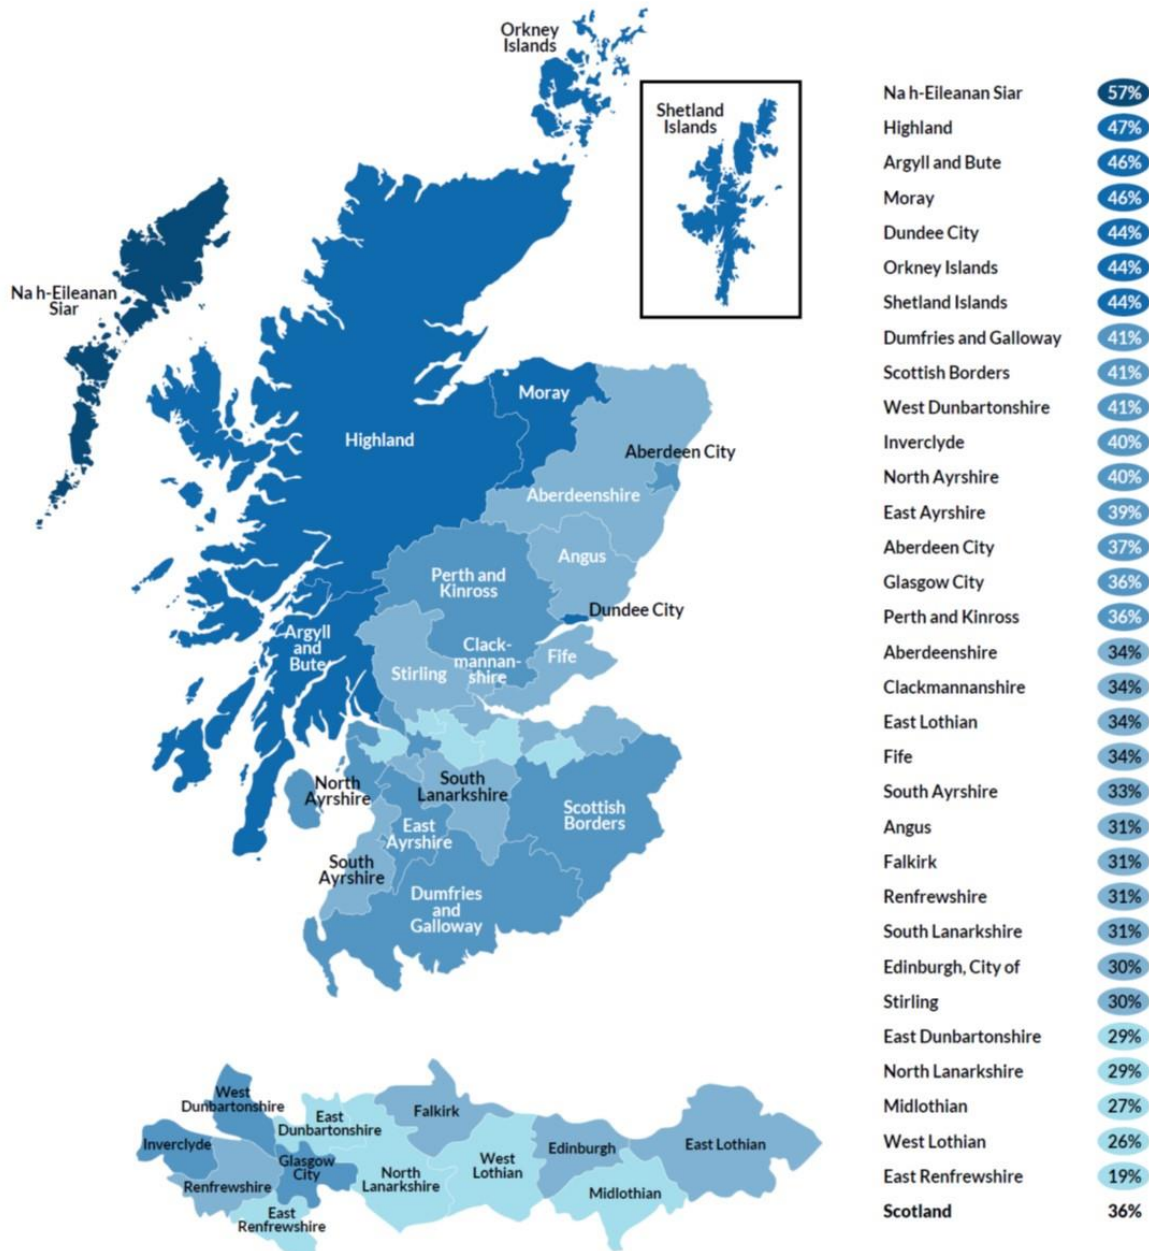 Orkney
Islands
Shetland
Islands
Na h-Eileanan
Siar
Moray
Highland
Aberdeen City
Aberdeenshire
Angus
Perth and
Kinross
Dundee City
Argyll
and
Bute
Clack-
mannan-
shire
Fife
Stirling
North
Ayrshire
South
Lanarkshire
Scottish
Borders
East
Ayrshire
South
Ayrshire
Dumfries
and
Galloway
West
Dunbartonshire
East
Dunbartonshire
Falkirk
Inverclyde
Glasgow
City
Renfrewshire
East
Renfrewshire
North
Lanarkshire
West
Lothian
Edinburgh
Midlothian
East Lothian
Na h-Eileanan Siar 57%
Highland 47%
Argyll and Bute 46%
Moray 46%
Dundee City 44%
Orkney Islands 44%
Shetland Islands 44%
Dumfries and Galloway 41%
Scottish Borders 41%
West Dunbartonshire 41%
Inverclyde 40%
North Ayrshire 40%
East Ayrshire 39%
Aberdeen City 37%
Glasgow City 36%
Perth and Kinross 36%
Aberdeenshire 34%
Clackmannanshire 34%
East Lothian 34%
Fife 34%
South Ayrshire 33%
Angus 31%
Falkirk 31%
Renfrewshire 31%
South Lanarkshire 31%
Edinburgh, City of 30%
Stirling 30%
East Dunbartonshire 29%
North Lanarkshire 29%
Midlothian 27%
West Lothian 26%
East Renfrewshire 19%
Scotland 36%